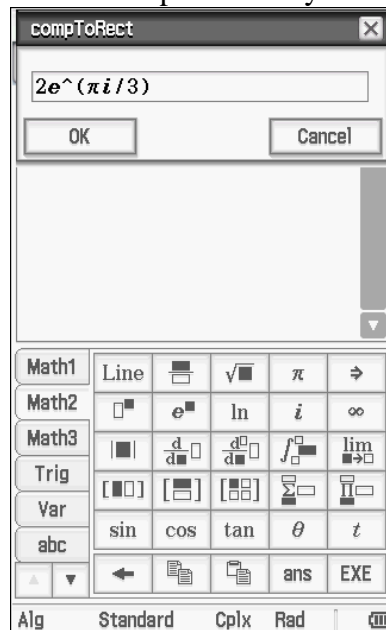 compToRect
2e^(πi/3)
OK Cancel
Math1 Line √■ π ⇒
Math2 □■ e■ ln i ∞
Math3 |■| d/d■□ d□/d■□□ ∫□■□ lim■→□
Trig [■□] [■□] [■□□□] Σ□ Π□
Var sin cos tan θ t
abc
ans EXE
Alg Standard Cplx Rad